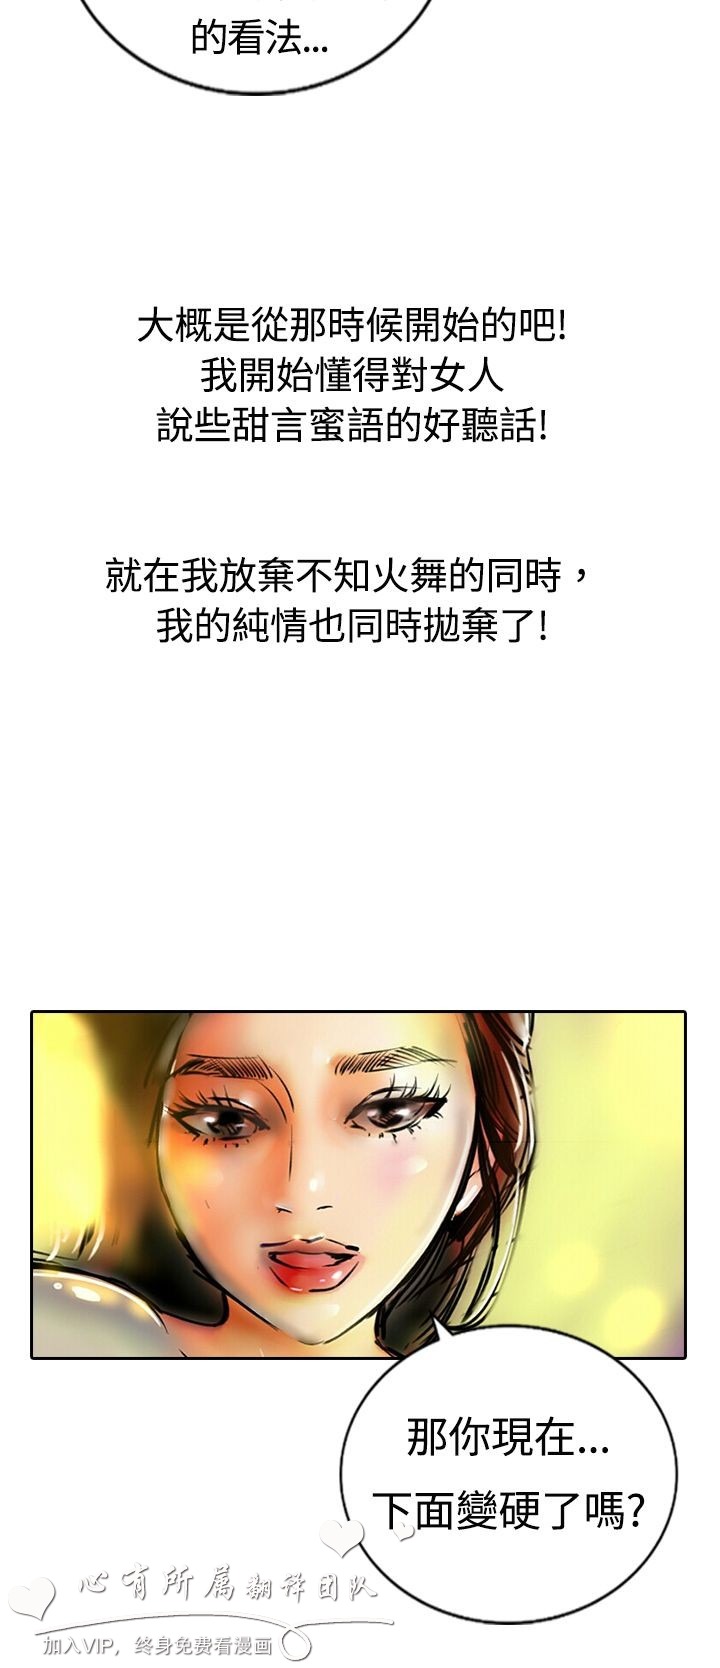 的看法...
大概是從那時候開始的吧!
我開始懂得對女人
說些甜言蜜語的好聽話!
就在我放棄不知火舞的同時，
我的純情也同時拋棄了!
那你現在...
下面變硬了嗎?
心有所属翻译团队
加入VIP，终身免费看漫画